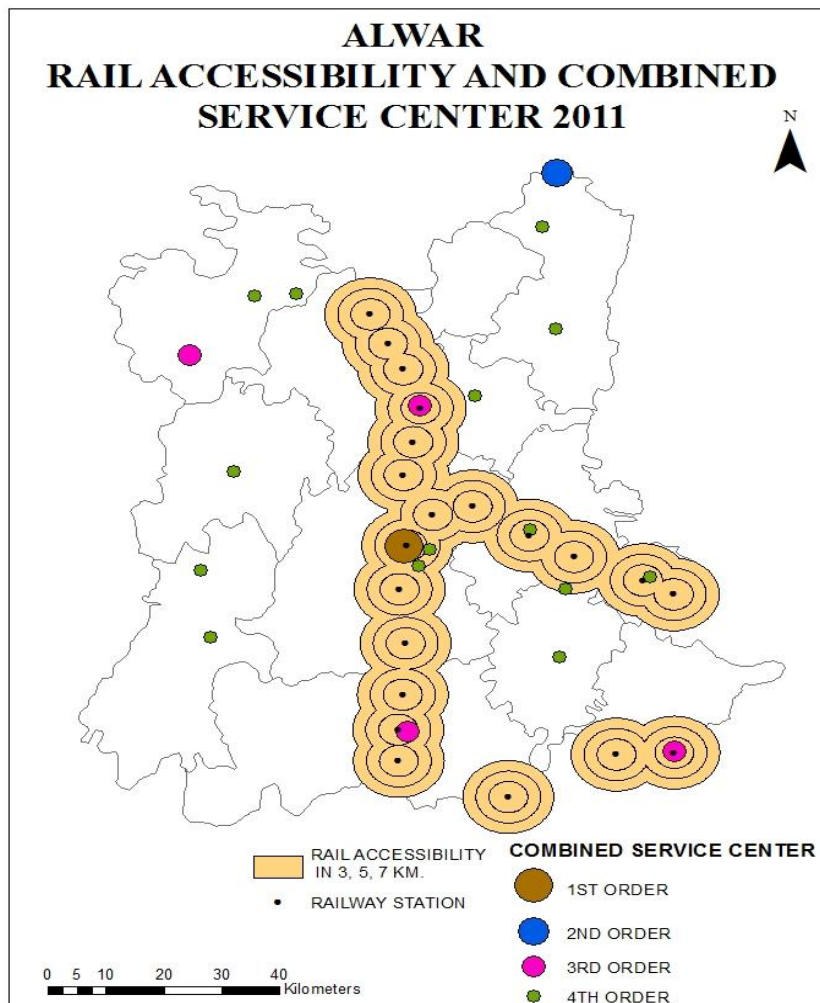 ALWAR
RAIL ACCESSIBILITY AND COMBINED
SERVICE CENTER 2011
N
RAIL ACCESSIBILITY
IN 3, 5, 7 KM.
RAILWAY STATION
COMBINED SERVICE CENTER
1ST ORDER
2ND ORDER
3RD ORDER
4TH ORDER
0 5 10 20 30 40
Kilometers